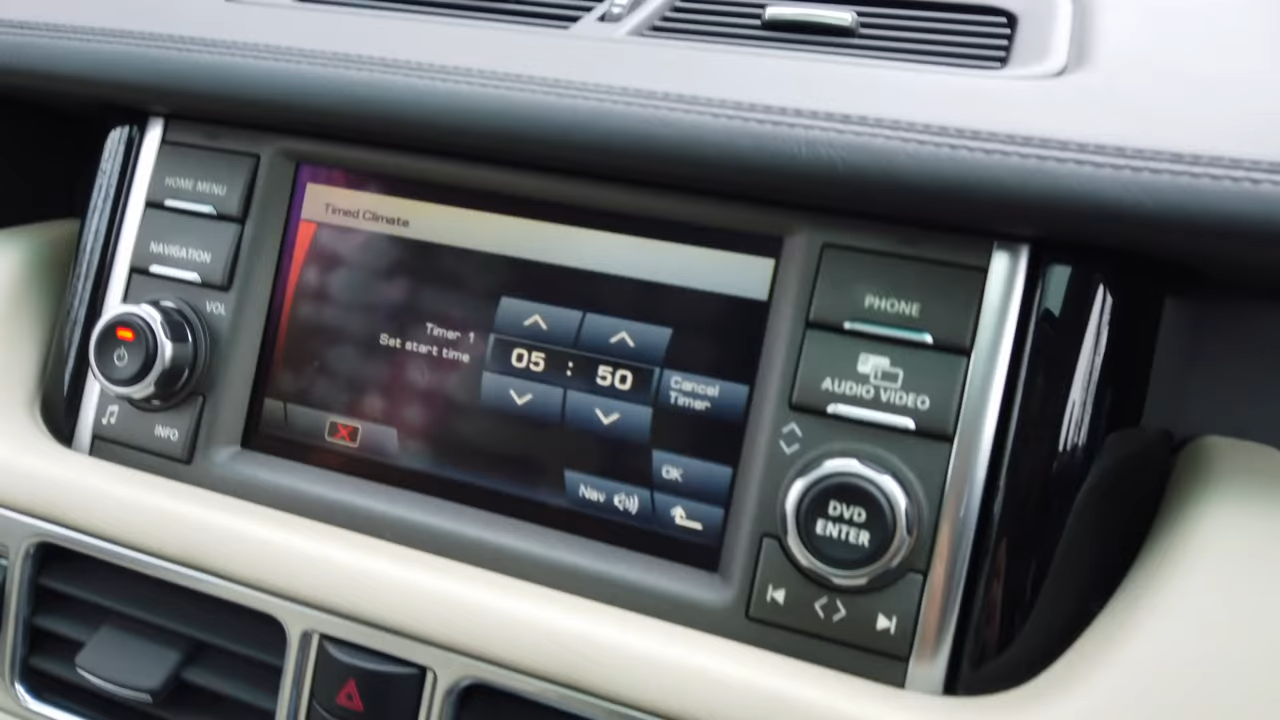 HOME MENU
NAVIGATION
VOL
INFO
Timed Climate
Timer 1
Set start time
05 : 50
Cancel
Timer
OK
Nav
PHONE
AUDIO VIDEO
DVD
ENTER